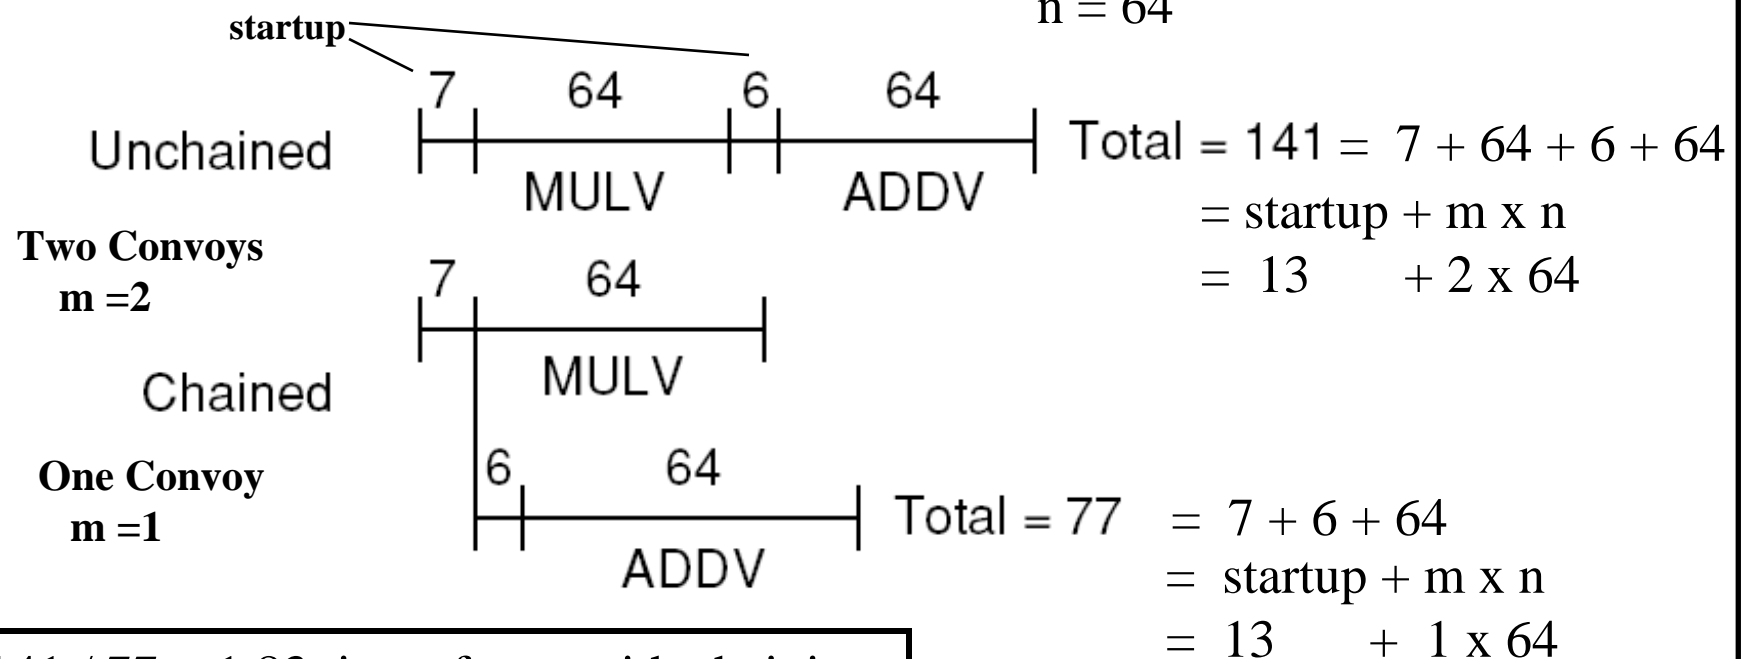 n = 64
startup
7 64 6 64
Unchained
Total = 141 = 7 + 64 + 6 + 64
MULV ADDV
= startup + m x n
Two Convoys
m =2
= 13 + 2 x 64
7 64
MULV
Chained
One Convoy
m =1
6 64
Total = 77 = 7 + 6 + 64
ADDV
= startup + m x n
= 13 + 1 x 64